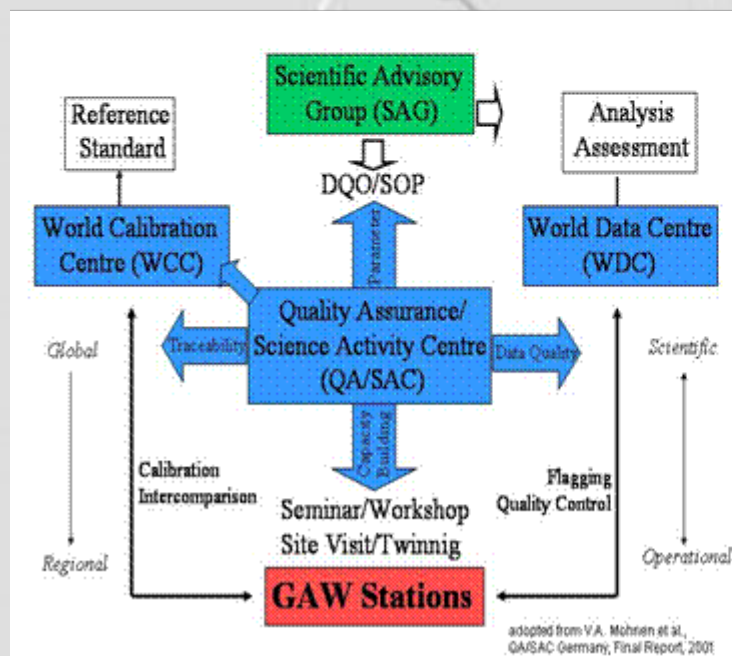 Scientific Advisory
Group (SAG)
Reference
Standard
Analysis
Assessment
DQO/SOP
World Calibration
Centre (WCC)
World Data Centre
(WDC)
Parameter
Quality Assurance/
Science Activity Centre
(QA/SAC)
Traceability
Data Quality
Global
Scientific
Capacity
Building
Calibration
Intercomparison
Flagging
Quality Control
Seminar/Workshop
Site Visit/Twinnig
Regional
Operational
GAW Stations
adopted from V.A. Mohnen et al.,
QA/SAC Germany, Final Report, 2001